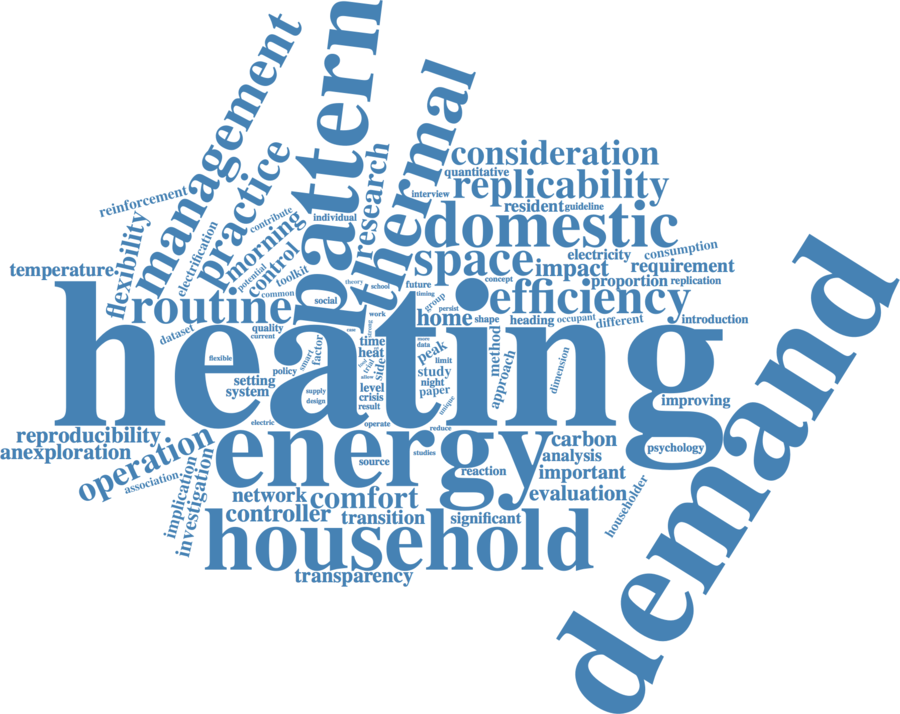 heating
demand
energy
household
pattern
thermal
management
domestic
practice
routine
space
efficiency
replicability
consideration
operation
comfort
research
morning
control
flexibility
home
impact
reinforcement
temperature
electrification
contribute
potential
toolkit
common
individual
interview
quantitative
resident
guideline
electricity
consumption
requirement
proportion
replication
concept
future
timing
group
persist
shape
heading
occupant
different
introduction
theory
school
social
work
strong
dataset
quality
current
flexible
smart
factor
case
time
heat
side
trial
allow
level
crisis
result
policy
setting
system
supply
design
electric
operate
data
peak
limit
study
night
paper
unique
reduce
studies
method
approach
dimension
improving
psychology
reproducibility
anexploration
association
implication
investigation
network
controller
transition
transparency
source
reaction
significant
carbon
analysis
important
evaluation
householder